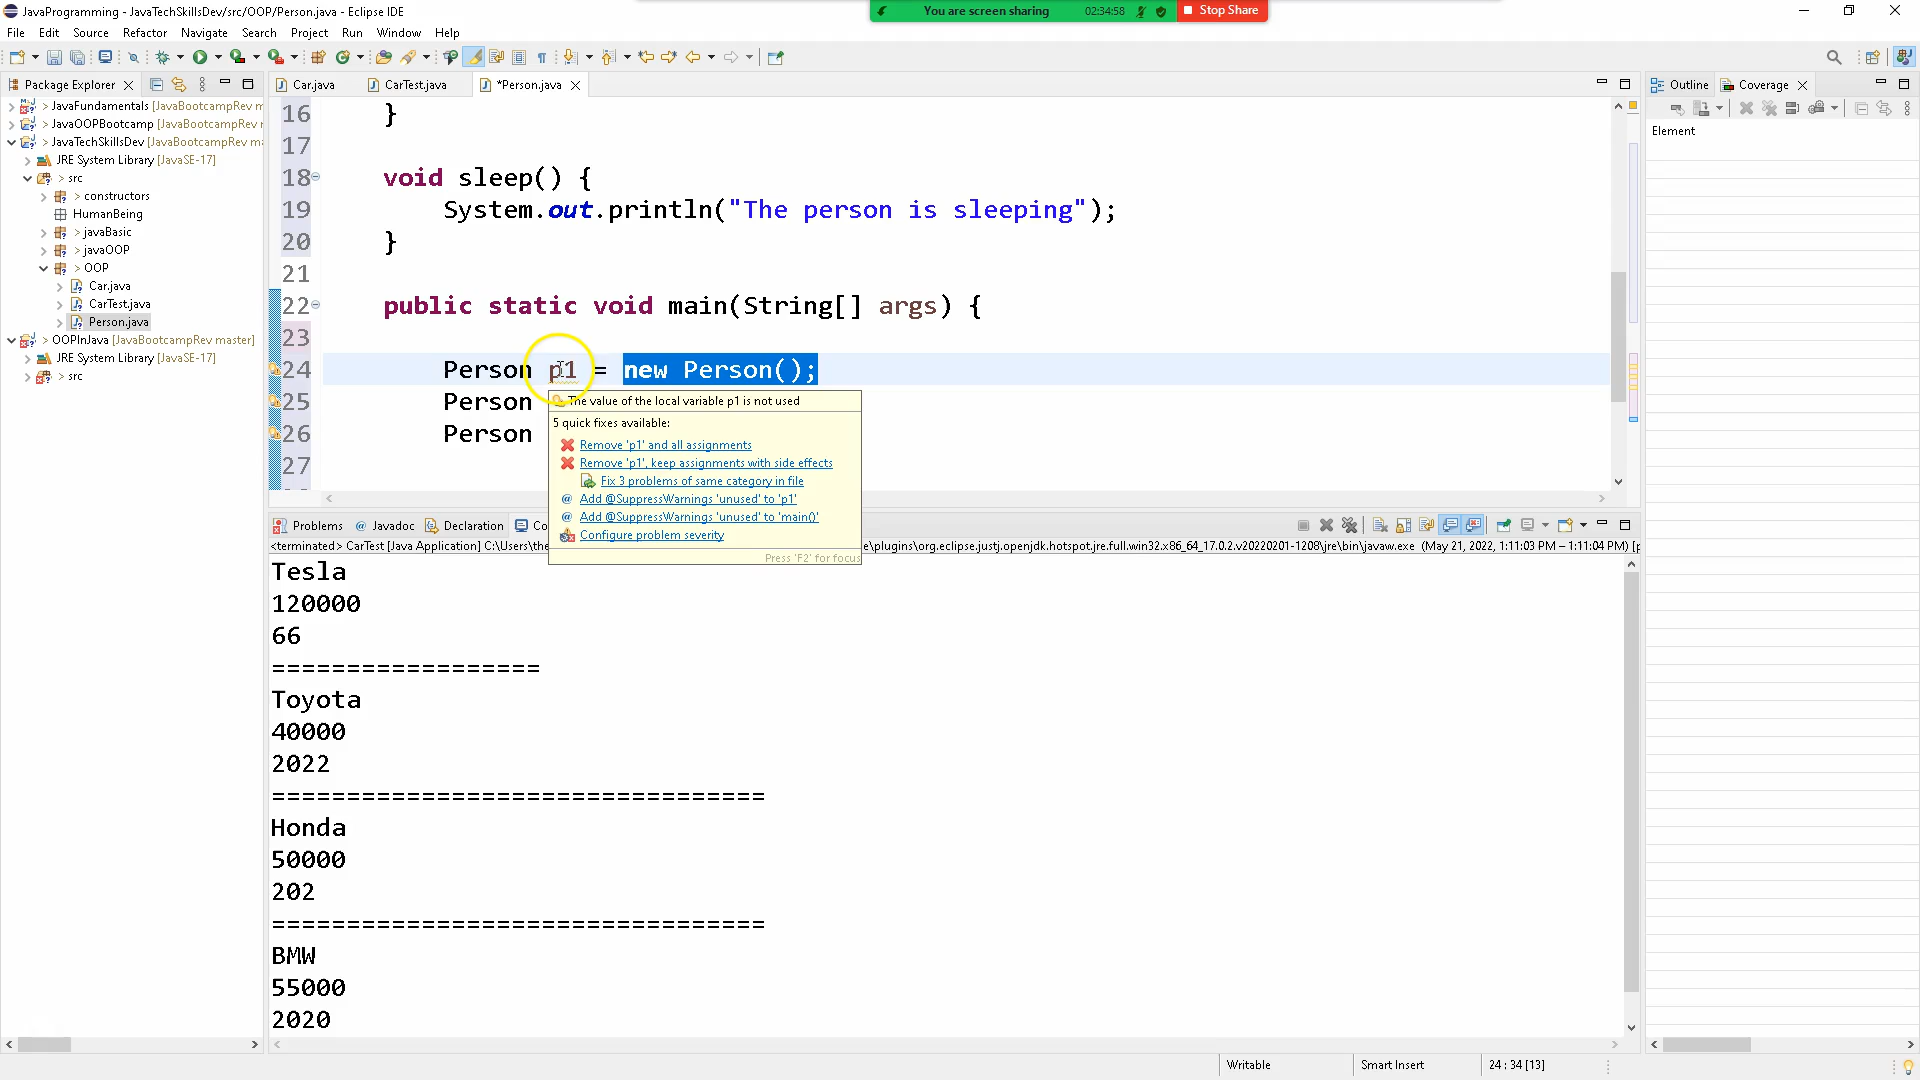 JavaProgramming - JavaTechSkillsDev/src/OOP/Person.java - Eclipse IDE
You are screen sharing 02:34:58 Stop Share
File Edit Source Refactor Navigate Search Project Run Window Help
Package Explorer
Car.java CarTest.java *Person.java
Outline Coverage
Element
> JavaFundamentals [JavaBootcampRev m
> JavaOOPBootcamp [JavaBootcampRev
> JavaTechSkillsDev [JavaBootcampRev ma
JRE System Library [JavaSE-17]
> src
> constructors
HumanBeing
> javaBasic
> javaOOP
> OOP
Car.java
CarTest.java
Person.java
> OOPInJava [JavaBootcampRev master]
JRE System Library [JavaSE-17]
> src
16 }
17
18 void sleep() {
19 System.out.println("The person is sleeping");
20 }
21
22 public static void main(String[] args) {
23
24 Person p1 = new Person();
25 Person
26 Person
27
The value of the local variable p1 is not used
5 quick fixes available:
Remove 'p1' and all assignments
Remove 'p1', keep assignments with side effects
Fix 3 problems of same category in file
Add @SuppressWarnings 'unused' to 'p1'
Add @SuppressWarnings 'unused' to 'main()'
Configure problem severity
Press 'F2' for focus
Problems @ Javadoc Declaration Co
<terminated> CarTest [Java Application] C:\Users\the e\plugins\org.eclipse.justj.openjdk.hotspot.jre.full.win32.x86_64_17.0.2.v20220201-1208\jre\bin\javaw.exe (May 21, 2022, 1:11:03 PM – 1:11:04 PM) [p
Tesla
120000
66
==================
Toyota
40000
2022
=================================
Honda
50000
202
=================================
BMW
55000
2020
Writable Smart Insert 24 : 34 [13]